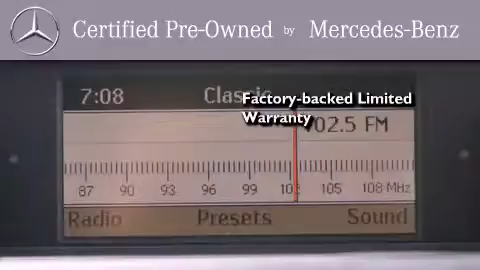 Certified Pre-Owned by Mercedes-Benz
7:08 Classic
Factory-backed Limited
Warranty
102.5 FM
87 90 93 96 99 102 105 108 MHz
Radio Presets Sound